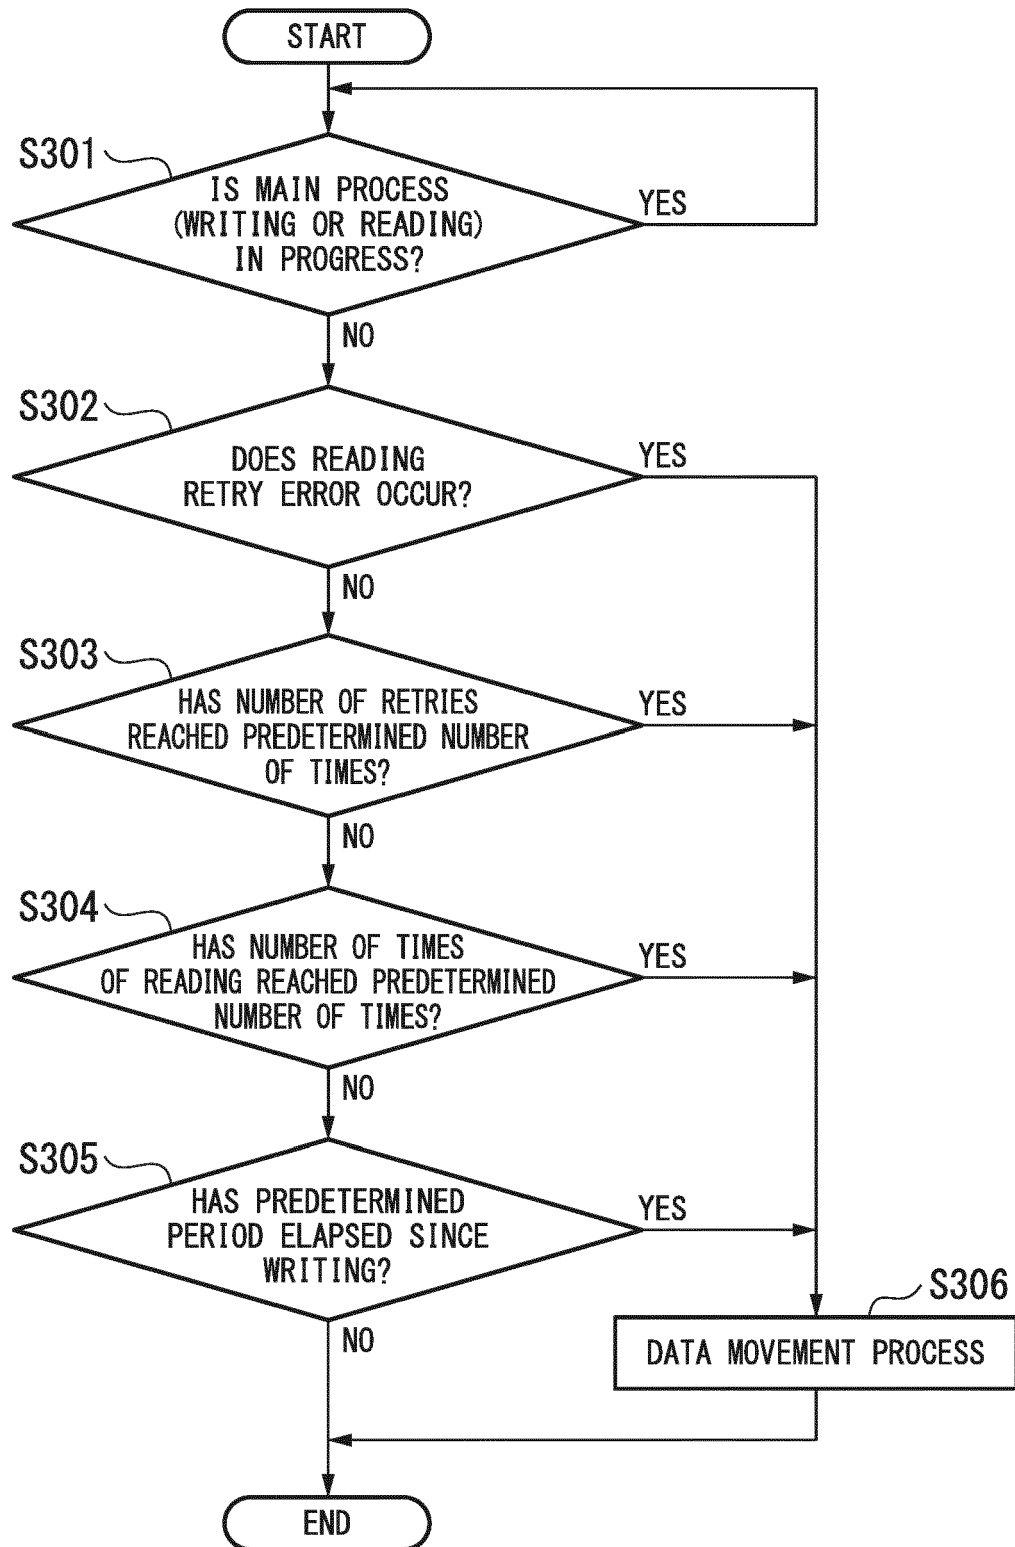 START
S301
IS MAIN PROCESS
(WRITING OR READING)
IN PROGRESS?
YES
NO
S302
DOES READING
RETRY ERROR OCCUR?
YES
NO
S303
HAS NUMBER OF RETRIES
REACHED PREDETERMINED NUMBER
OF TIMES?
YES
NO
S304
HAS NUMBER OF TIMES
OF READING REACHED PREDETERMINED
NUMBER OF TIMES?
YES
NO
S305
HAS PREDETERMINED
PERIOD ELAPSED SINCE
WRITING?
YES
NO
S306
DATA MOVEMENT PROCESS
END